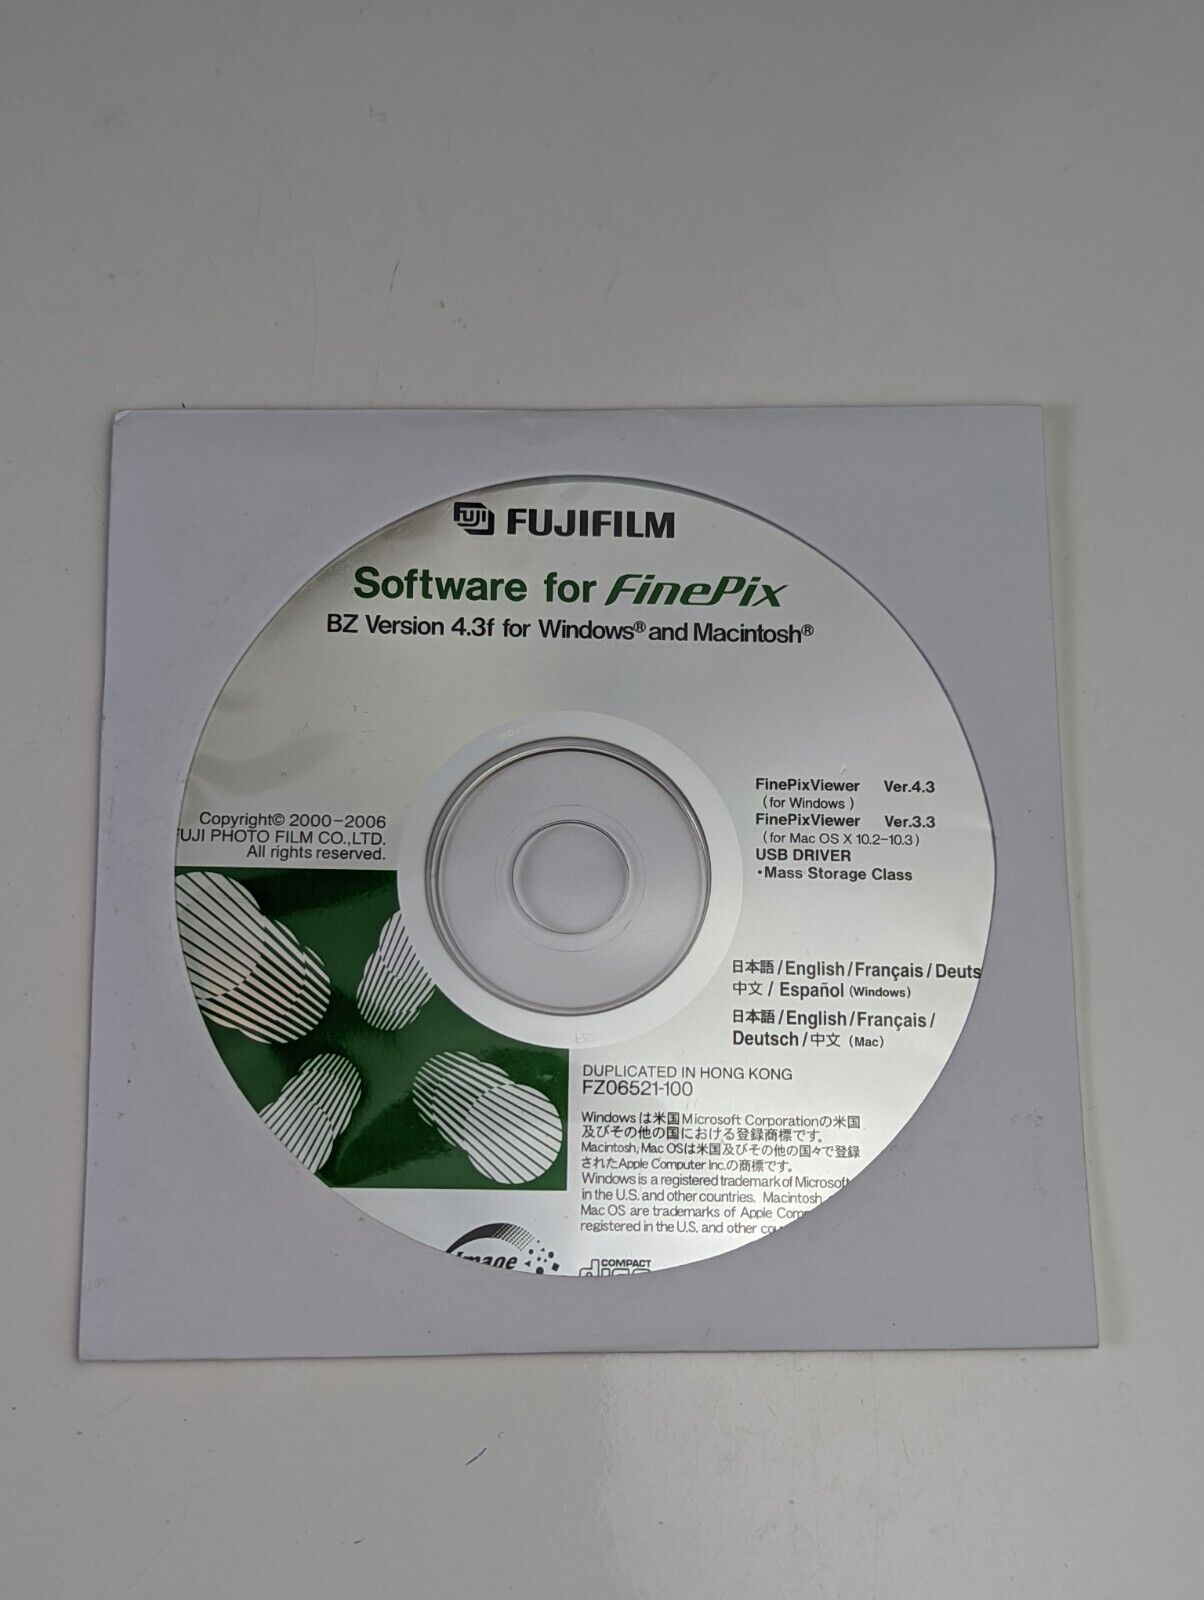 FUJI FUJIFILM
Software for FinePix
BZ Version 4.3f for Windows® and Macintosh®
FinePixViewer Ver.4.3
(for Windows )
FinePixViewer Ver.3.3
(for Mac OS X 10.2-10.3)
USB DRIVER
・Mass Storage Class
Copyright© 2000-2006
UJI PHOTO FILM CO.,LTD.
All rights reserved.
日本語/English/Français/Deuts
中文/Español (Windows)
日本語/English/Français/
Deutsch/中文 (Mac)
DUPLICATED IN HONG KONG
FZ06521-100
Windowsは米国Microsoft Corporationの米国
及びその他の国における登録商標です。
Macintosh, Mac OSは米国及びその他の国々で登録
されたApple Computer Inc.の商標です。
Windows is a registered trademark of Microsoft
in the U.S. and other countries. Macintosh
Mac OS are trademarks of Apple Comp
registered in the U.S. and other cou
Image
COMPACT
disc